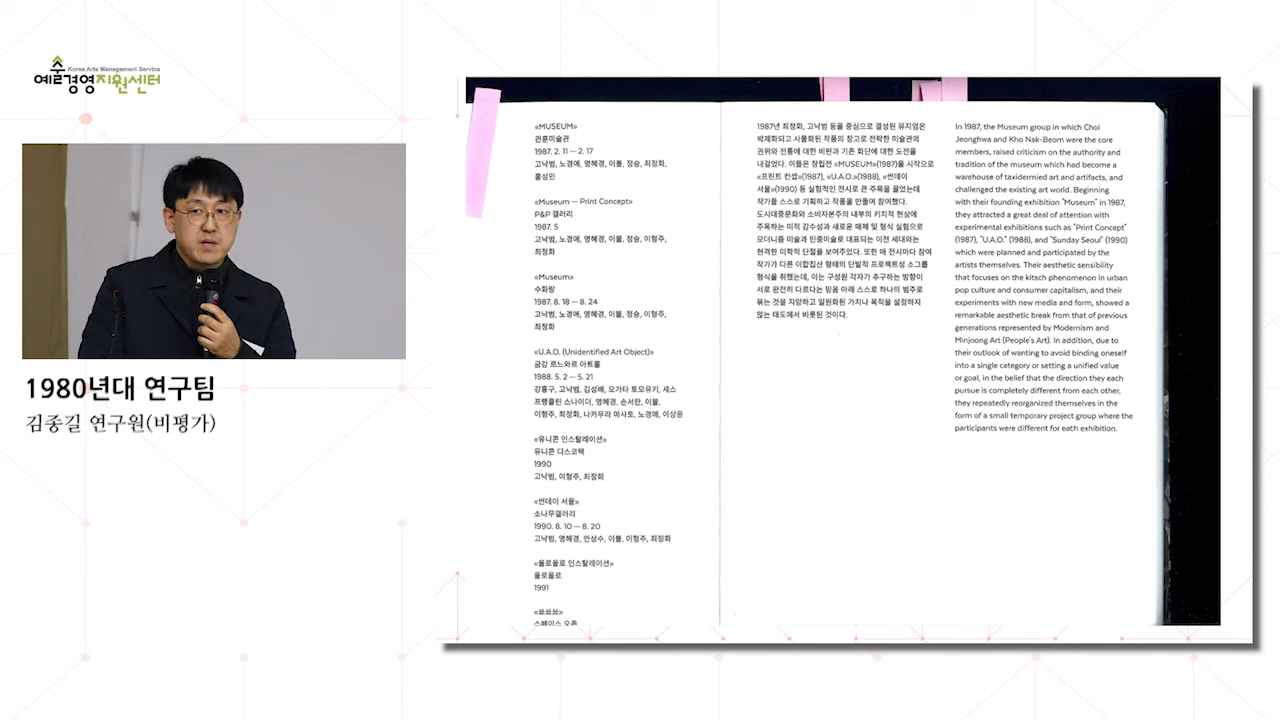 Korea Arts Management Service
예술경영지원센터
1980년대 연구팀
김종길 연구원(비평가)
«MUSEUM»
관훈미술관
1987. 2. 11 — 2. 17
고낙범, 노경애, 명혜경, 이불, 정승, 최정화,
홍성민
«Museum — Print Concept»
P&P 갤러리
1987. 5
고낙범, 노경애, 명혜경, 이불, 정승, 이형주,
최정화
«Museum»
수화랑
1987. 8. 18 — 8. 24
고낙범, 노경애, 명혜경, 이불, 정승, 이형주,
최정화
«U.A.O. (Unidentified Art Object)»
금강 르느와르 아트홀
1988. 5. 2 — 5. 21
강홍구, 고낙범, 김성배, 오가타 토모유키, 세스
프랭클린 스나이더, 명혜경, 손서란, 이불,
이형주, 최정화, 나카무라 마사토, 노경애, 이상윤
«유니콘 인스탈레이션»
유니콘 디스코텍
1990
고낙범, 이형주, 최정화
«썬데이 서울»
소나무갤러리
1990. 8. 10 — 8. 20
고낙범, 명혜경, 안상수, 이불, 이형주, 최정화
«올로올로 인스탈레이션»
올로올로
1991
«쑈쑈쑈»
스페이스 오존
1987년 최정화, 고낙범 등을 중심으로 결성된 뮤지엄은
박제화되고 사물화된 작품의 창고로 전락한 미술관의
권위와 전통에 대한 비판과 기존 화단에 대한 도전을
내걸었다. 이들은 창립전 «MUSEUM»(1987)을 시작으로
«프린트 컨셉»(1987), «U.A.O.»(1988), «썬데이
서울»(1990) 등 실험적인 전시로 큰 주목을 끌었는데
작가들 스스로 기획하고 작품을 만들며 참여했다.
도시대중문화와 소비자본주의 내부의 키치적 현상에
주목하는 미적 감수성과 새로운 매체 및 형식 실험으로
모더니즘 미술과 민중미술로 대표되는 이전 세대와는
현격한 미학적 단절을 보여주었다. 또한 매 전시마다 참여
작가가 다른 이합집산 형태의 단발적 프로젝트성 소그룹
형식을 취했는데, 이는 구성원 각자가 추구하는 방향이
서로 완전히 다르다는 믿음 아래 스스로 하나의 범주로
묶는 것을 지양하고 일원화된 가치나 목적을 설정하지
않는 태도에서 비롯된 것이다.
In 1987, the Museum group in which Choi
Jeonghwa and Kho Nak-Beom were the core
members, raised criticism on the authority and
tradition of the museum which had become a
warehouse of taxidermied art and artifacts, and
challenged the existing art world. Beginning
with their founding exhibition "Museum" in 1987,
they attracted a great deal of attention with
experimental exhibitions such as "Print Concept"
(1987), "U.A.O." (1988), and "Sunday Seoul" (1990)
which were planned and participated by the
artists themselves. Their aesthetic sensibility
that focuses on the kitsch phenomenon in urban
pop culture and consumer capitalism, and their
experiments with new media and form, showed a
remarkable aesthetic break from that of previous
generations represented by Modernism and
Minjoong Art (People's Art). In addition, due to
their outlook of wanting to avoid binding oneself
into a single category or setting a unified value
or goal, in the belief that the direction they each
pursue is completely different from each other,
they repeatedly reorganized themselves in the
form of a small temporary project group where the
participants were different for each exhibition.